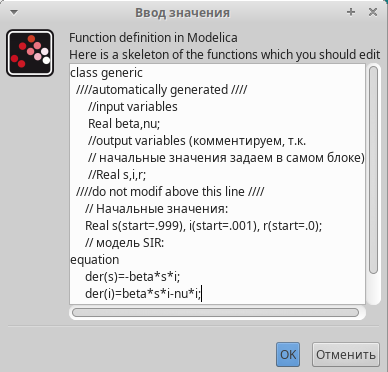 Ввод значения
Function definition in Modelica
Here is a skeleton of the functions which you should edit
class generic
////automatically generated ////
//input variables
Real beta,nu;
//output variables (комментируем, т.к.
// начальные значения задаем в самом блоке)
//Real s,i,r;
////do not modif above this line ////
// Начальные значения:
Real s(start=.999), i(start=.001), r(start=.0);
// модель SIR:
equation
der(s)=-beta*s*i;
der(i)=beta*s*i-nu*i;
OK Отменить